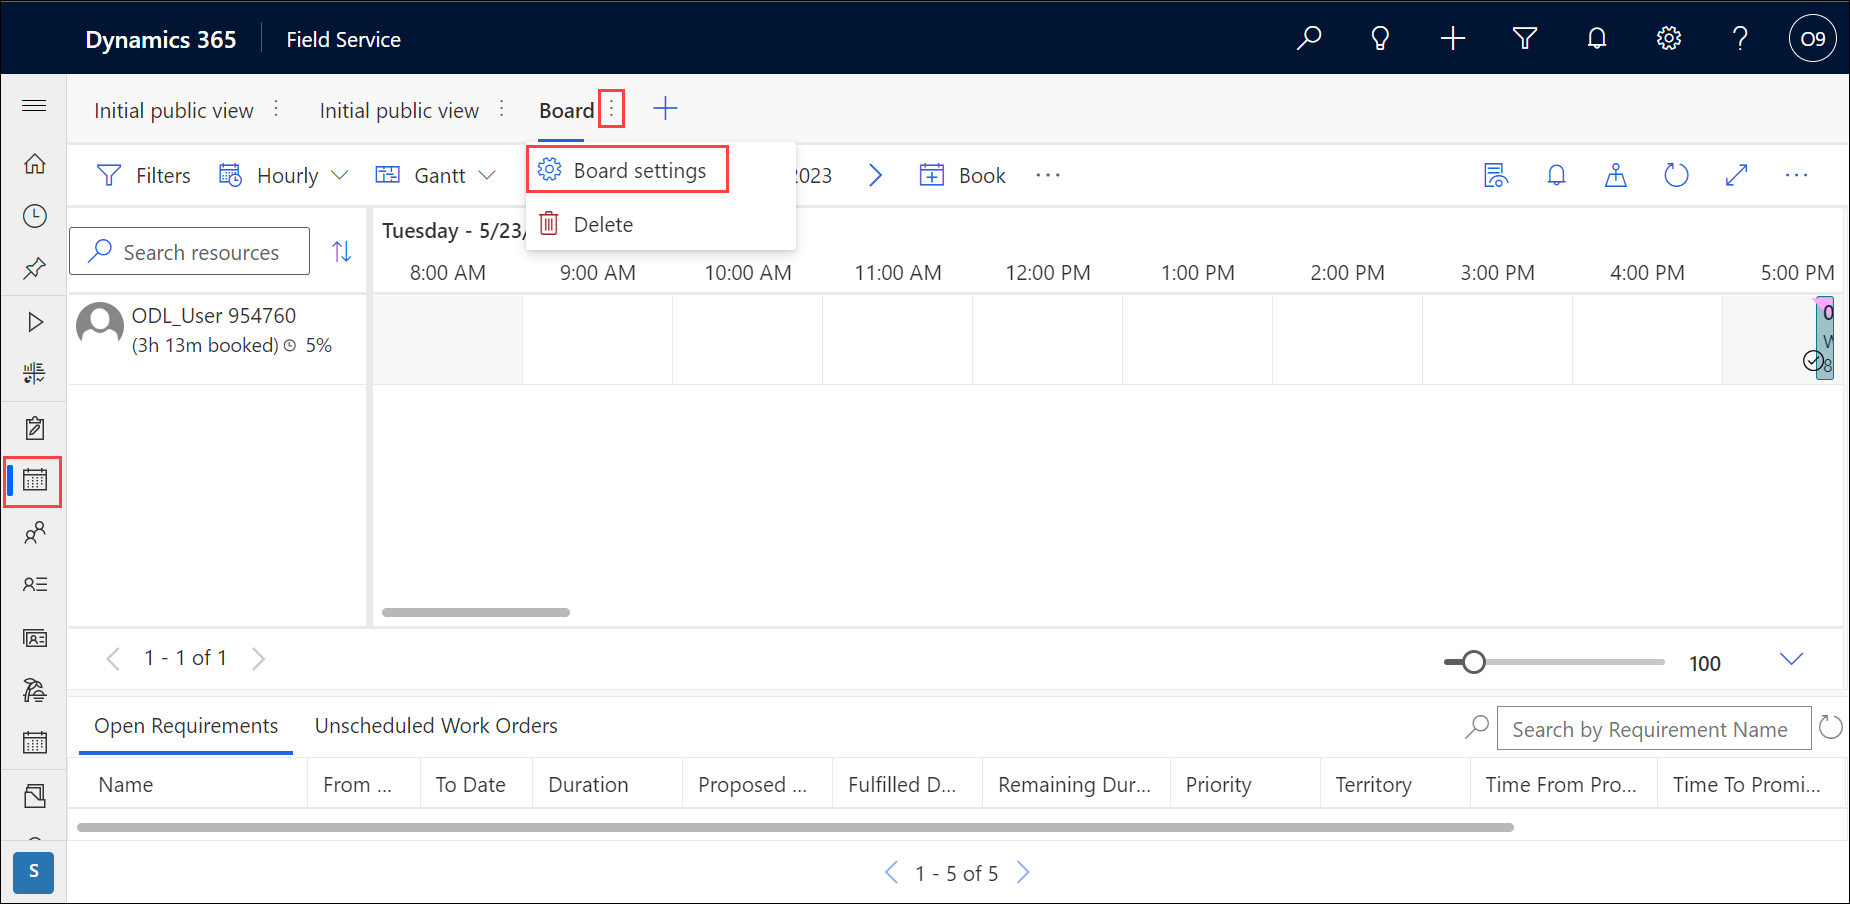 Dynamics 365 Field Service
O9
Initial public view Initial public view Board
Filters Hourly Gantt 2023 Book
Board settings
Delete
Search resources
Tuesday - 5/23/
8:00 AM 9:00 AM 10:00 AM 11:00 AM 12:00 PM 1:00 PM 2:00 PM 3:00 PM 4:00 PM 5:00 PM
ODL_User 954760
(3h 13m booked) 5%
0
W
8
1 - 1 of 1
100
Open Requirements Unscheduled Work Orders
Search by Requirement Name
Name From ... To Date Duration Proposed ... Fulfilled D... Remaining Dur... Priority Territory Time From Pro... Time To Promi...
S
1 - 5 of 5